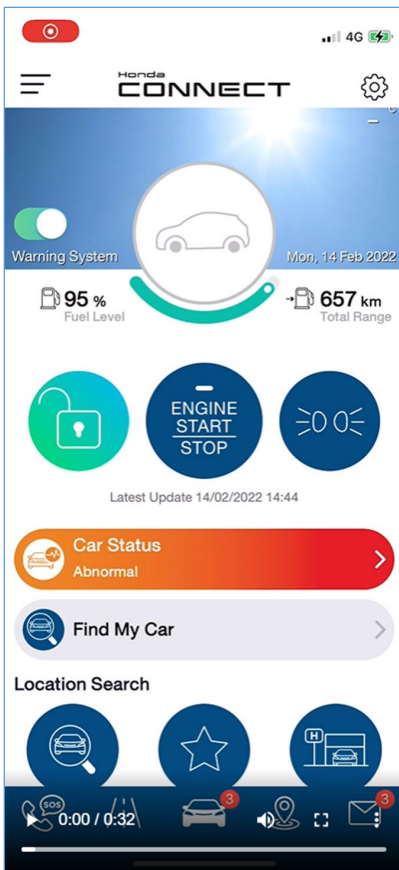 4G
Honda
CONNECT
Warning System
Mon, 14 Feb 2022
95 %
Fuel Level
657 km
Total Range
ENGINE
START
STOP
Latest Update 14/02/2022 14:44
Car Status
Abnormal
Find My Car
Location Search
H
SOS
3
3
0:00 / 0:32